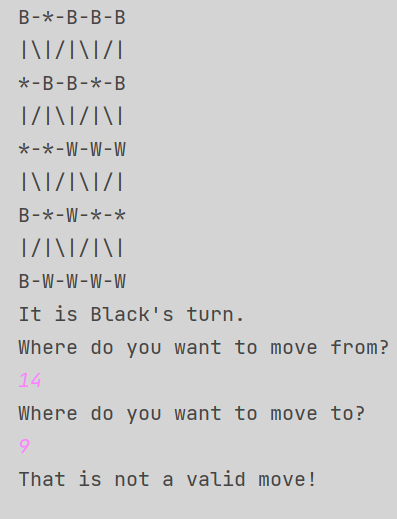 B-*-B-B-B
|\|/|\|/|
*-B-B-*-B
|/|\|/|\|
*-*-W-W-W
|\|/|\|/|
B-*-W-*-*
|/|\|/|\|
B-W-W-W-W
It is Black's turn.
Where do you want to move from?
14
Where do you want to move to?
9
That is not a valid move!